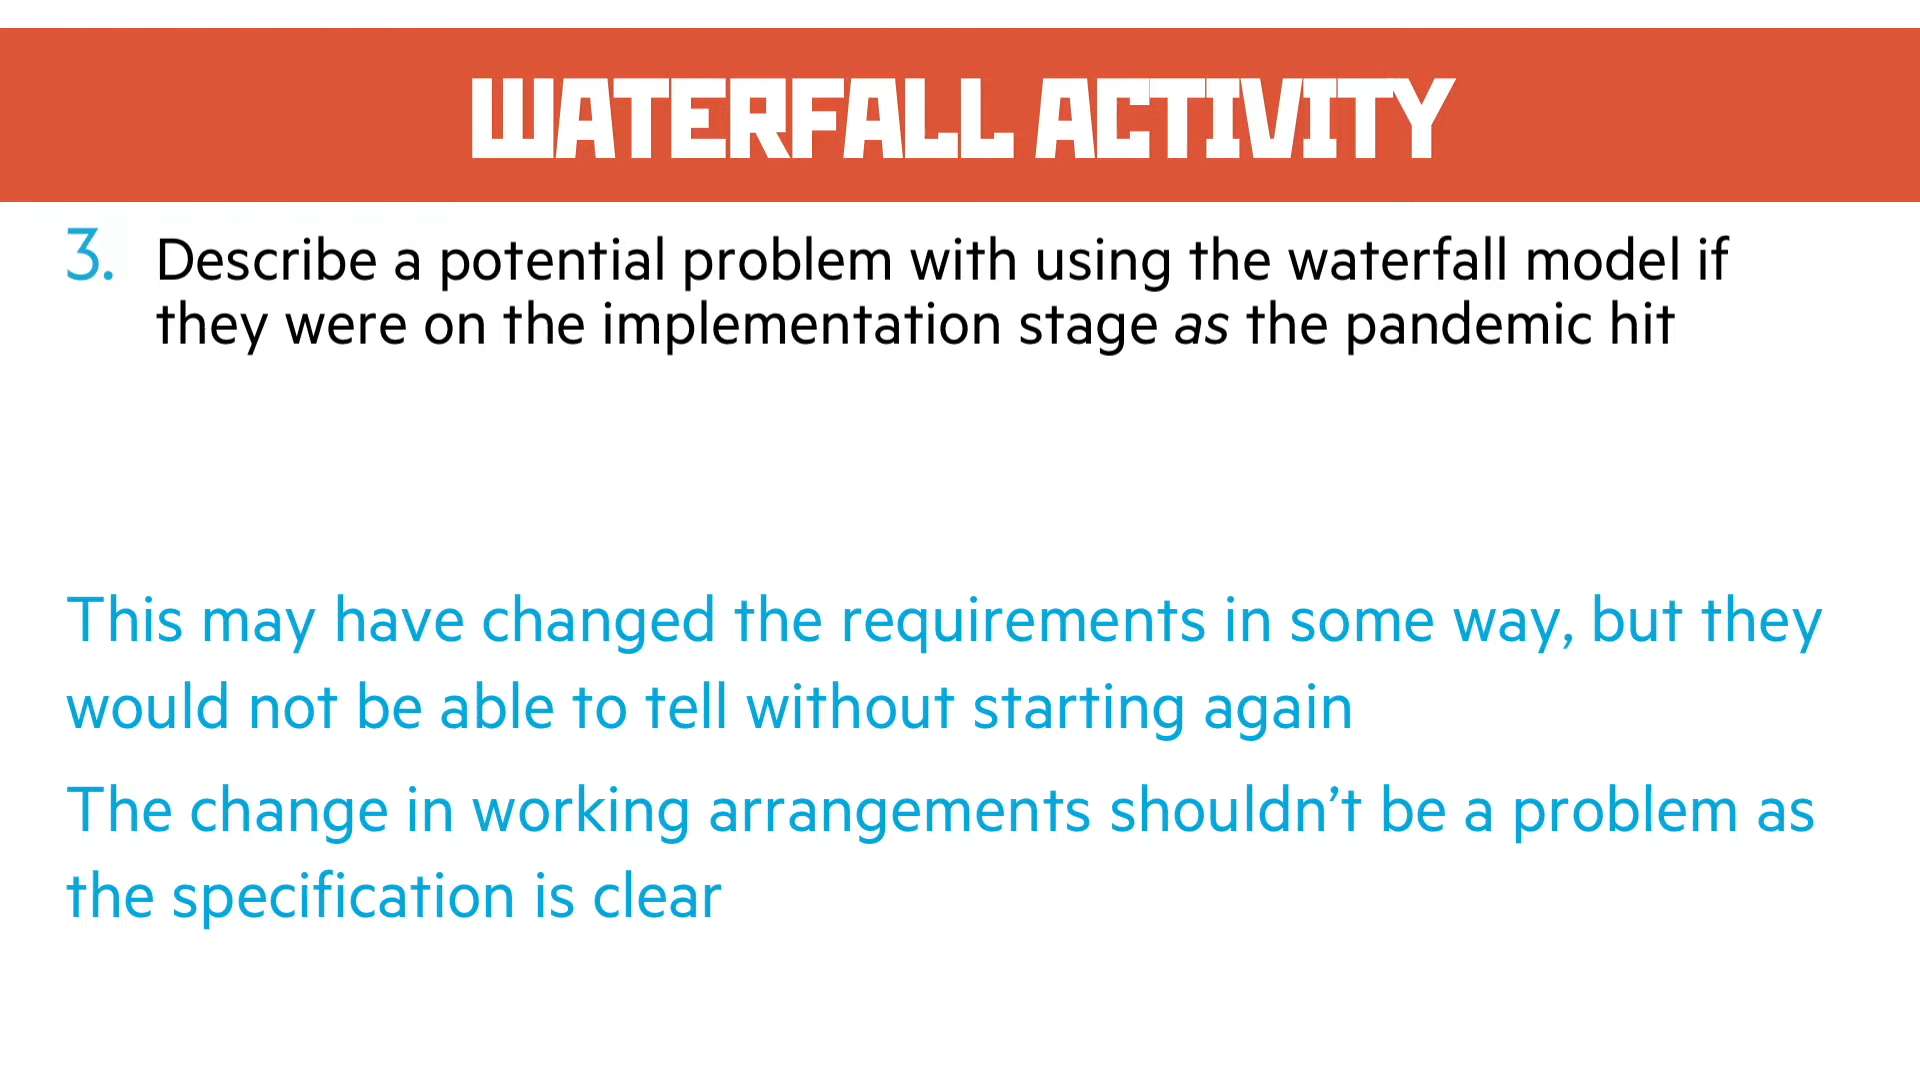 WATERFALL ACTIVITY
3. Describe a potential problem with using the waterfall model if
they were on the implementation stage as the pandemic hit
This may have changed the requirements in some way, but they
would not be able to tell without starting again
The change in working arrangements shouldn’t be a problem as
the specification is clear